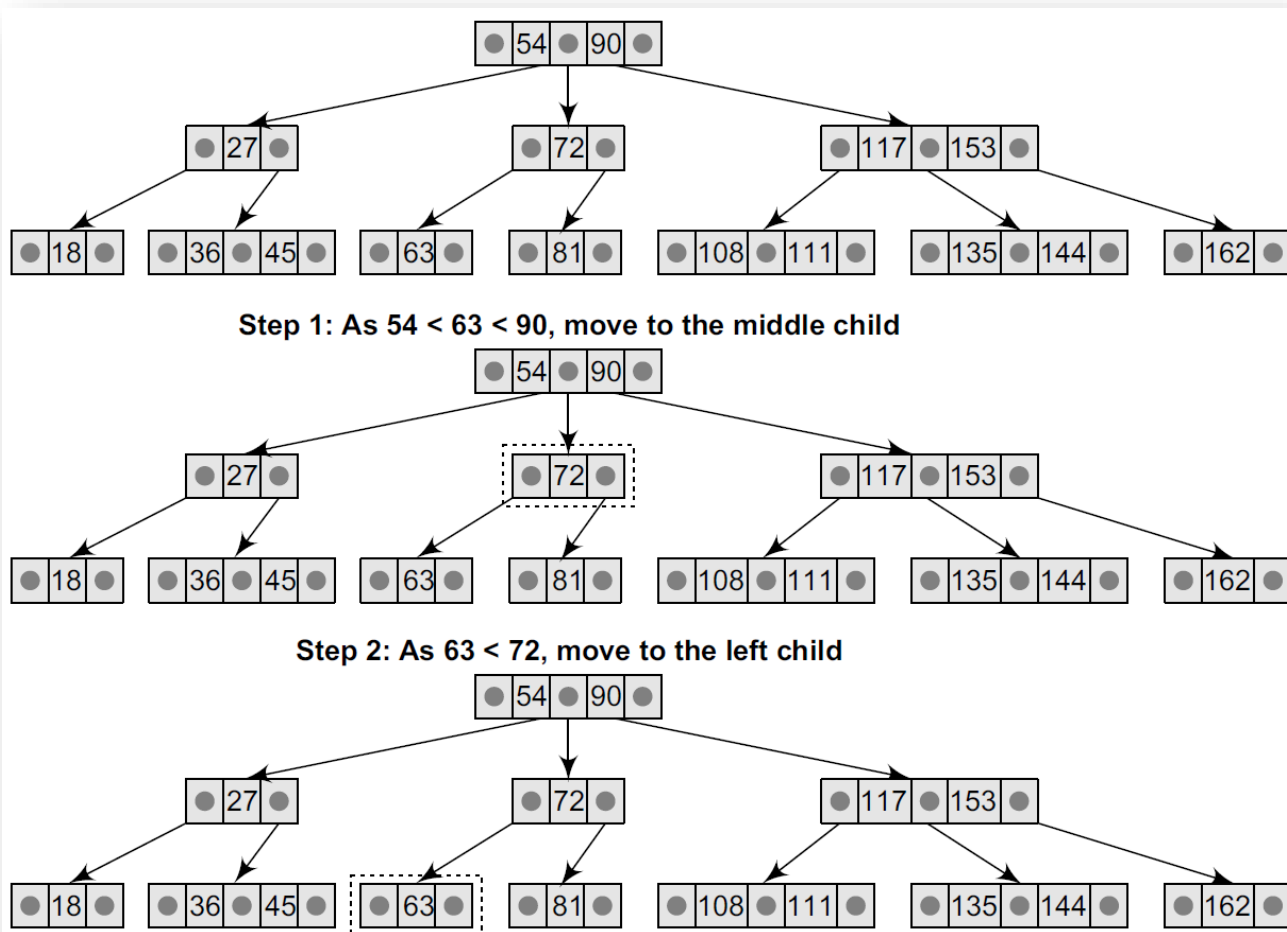 54 90
27 72 117 153
18 36 45 63 81 108 111 135 144 162
Step 1: As 54 < 63 < 90, move to the middle child
54 90
27 72 117 153
18 36 45 63 81 108 111 135 144 162
Step 2: As 63 < 72, move to the left child
54 90
27 72 117 153
18 36 45 63 81 108 111 135 144 162